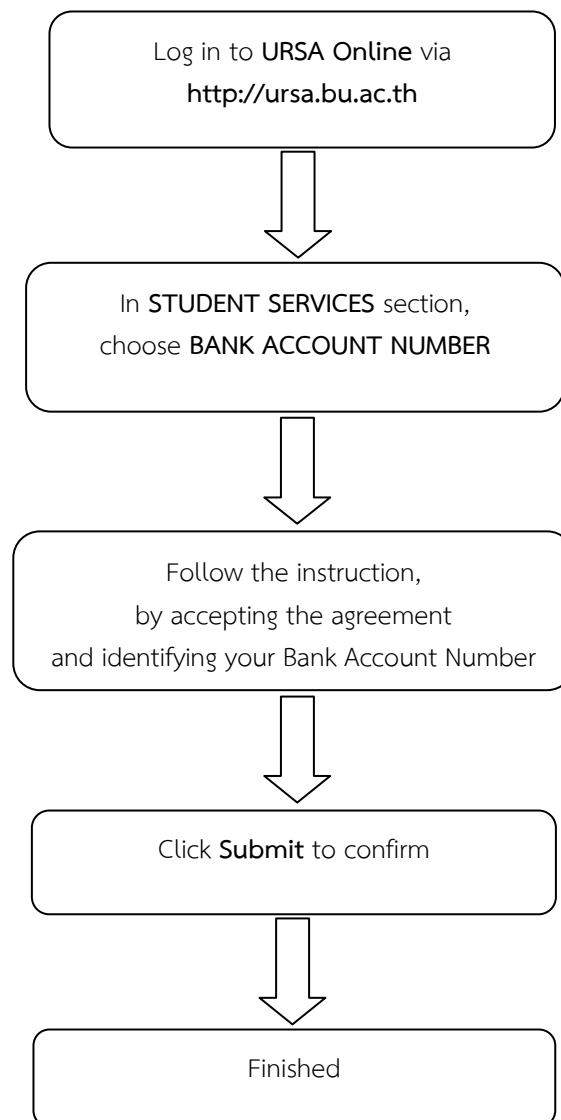 Log in to URSA Online via
http://ursa.bu.ac.th
In STUDENT SERVICES section,
choose BANK ACCOUNT NUMBER
Follow the instruction,
by accepting the agreement
and identifying your Bank Account Number
Click Submit to confirm
Finished